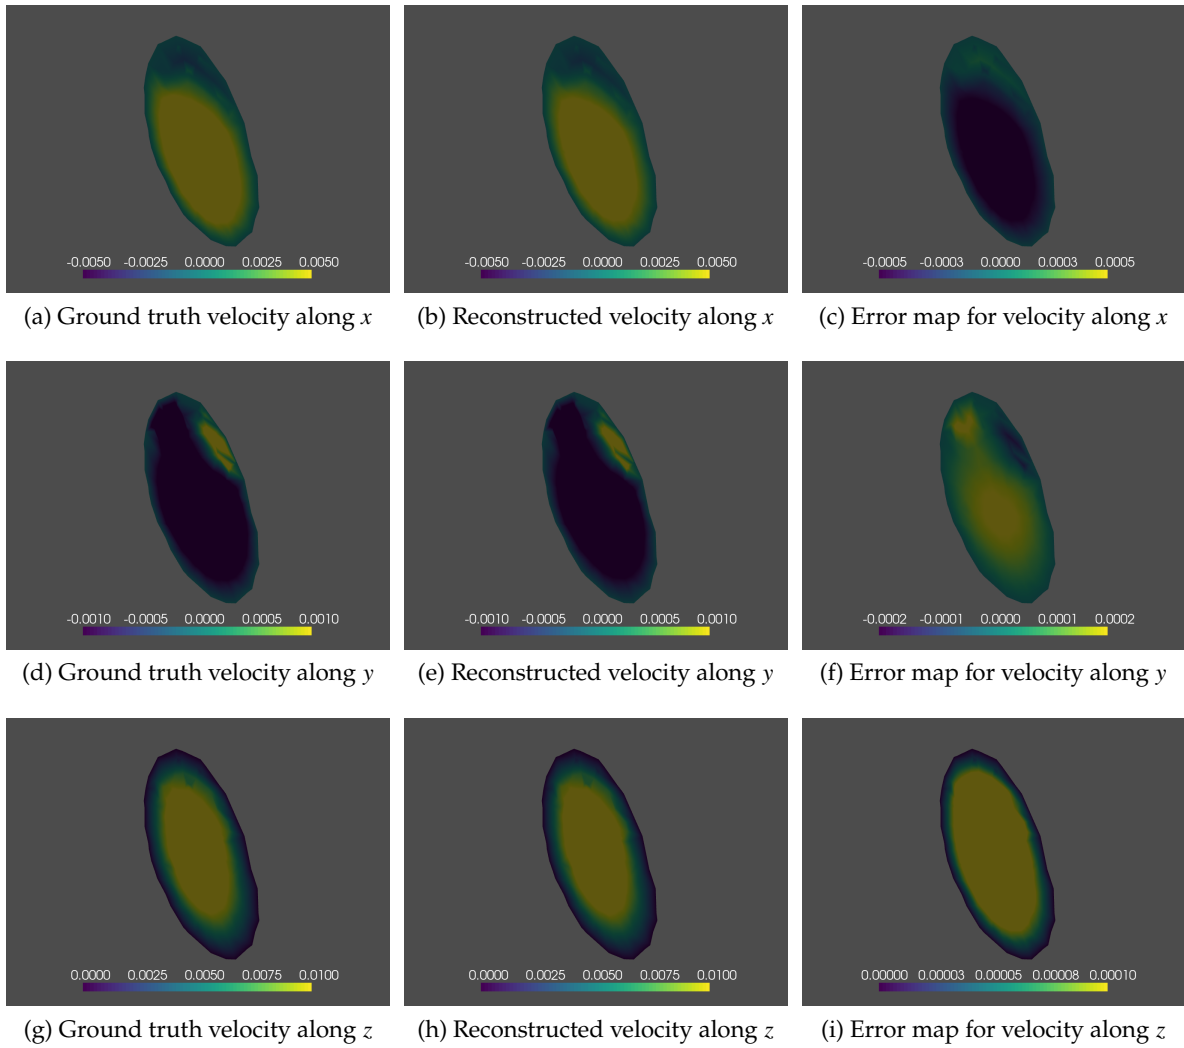 -0.0050 -0.0025 0.0000 0.0025 0.0050
-0.0050 -0.0025 0.0000 0.0025 0.0050
-0.0005 -0.0003 0.0000 0.0003 0.0005
(a) Ground truth velocity along x
(b) Reconstructed velocity along x
(c) Error map for velocity along x
-0.0010 -0.0005 0.0000 0.0005 0.0010
-0.0010 -0.0005 0.0000 0.0005 0.0010
-0.0002 -0.0001 0.0000 0.0001 0.0002
(d) Ground truth velocity along y
(e) Reconstructed velocity along y
(f) Error map for velocity along y
0.0000 0.0025 0.0050 0.0075 0.0100
0.0000 0.0025 0.0050 0.0075 0.0100
0.00000 0.00003 0.00005 0.00008 0.00010
(g) Ground truth velocity along z
(h) Reconstructed velocity along z
(i) Error map for velocity along z